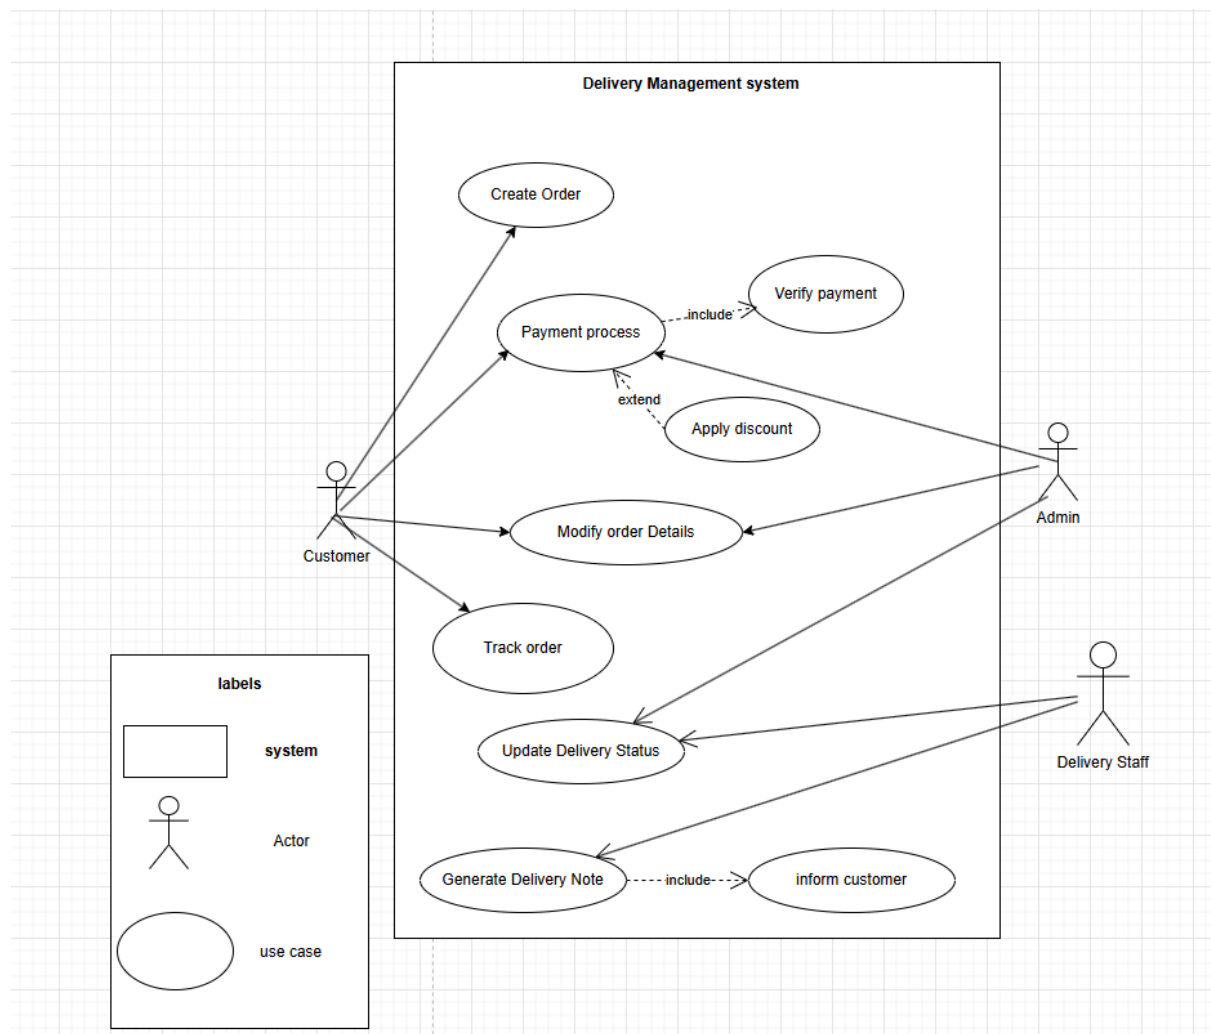 Delivery Management system
Create Order
Verify payment
include
Payment process
extend
Apply discount
Modify order Details
Admin
Customer
Track order
labels
system
Update Delivery Status
Delivery Staff
Actor
Generate Delivery Note
include
inform customer
use case